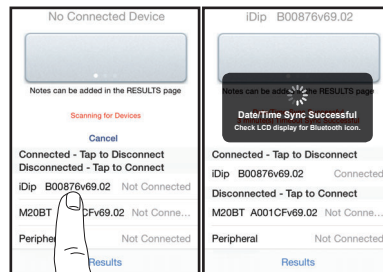 No Connected Device
Notes can be added in the RESULTS page
Scanning for Devices
Cancel
Connected - Tap to Disconnect
Disconnected - Tap to Connect
iDip B00876v69.02 Not Connected
M20BT CFv69.02 Not Conne...
Peripher Not Connected
Results
iDip B00876v69.02
Notes can be added in the RESULTS page
Date/Time Sync Successful
Check LCD display for Bluetooth icon.
Connected - Tap to Disconnect
iDip B00876v69.02 Connected
Disconnected - Tap to Connect
M20BT A001CFv69.02 Not Conne...
Peripheral Not Connected
Results